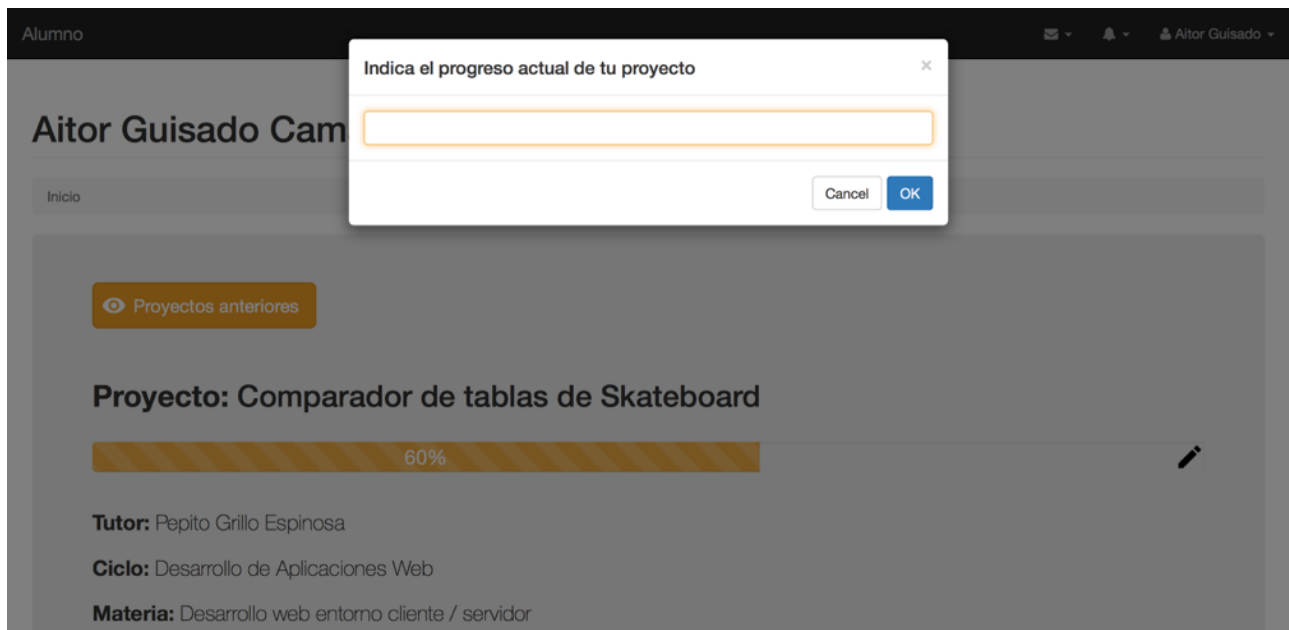 Alumno
Aitor Guisado
Indica el progreso actual de tu proyecto
×
Aitor Guisado Cam
Cancel
OK
Inicio
Proyectos anteriores
Proyecto: Comparador de tablas de Skateboard
60%
Tutor: Pepito Grillo Espinosa
Ciclo: Desarrollo de Aplicaciones Web
Materia: Desarrollo web entorno cliente / servidor